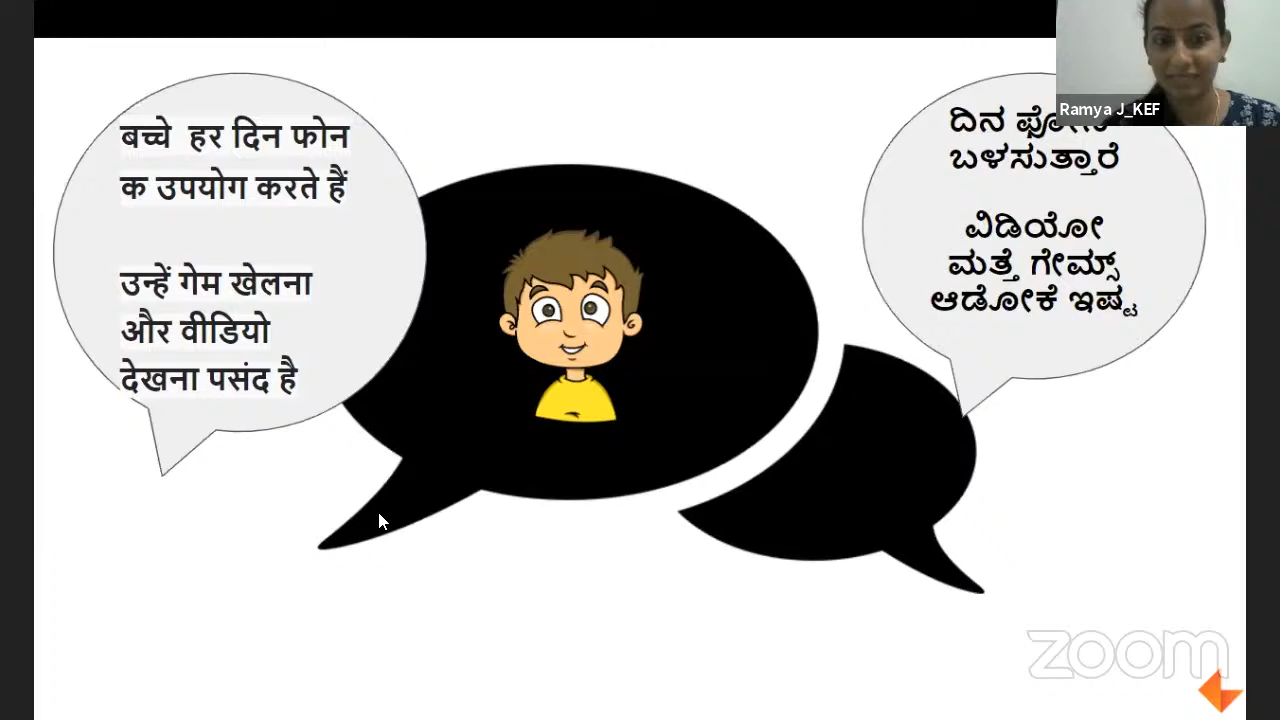 बच्चे हर दिन फोन
क उपयोग करते हैं
उन्हें गेम खेलना
और वीडियो
देखना पसंद है
Ramya J_KEF
ದಿನ
ಬಳಸುತ್ತಾರೆ
ವಿಡಿಯೋ
ಮತ್ತೆ ಗೇಮ್ಸ್
ಆಡೋಕೆ ಇಷ್ಟ
zoom